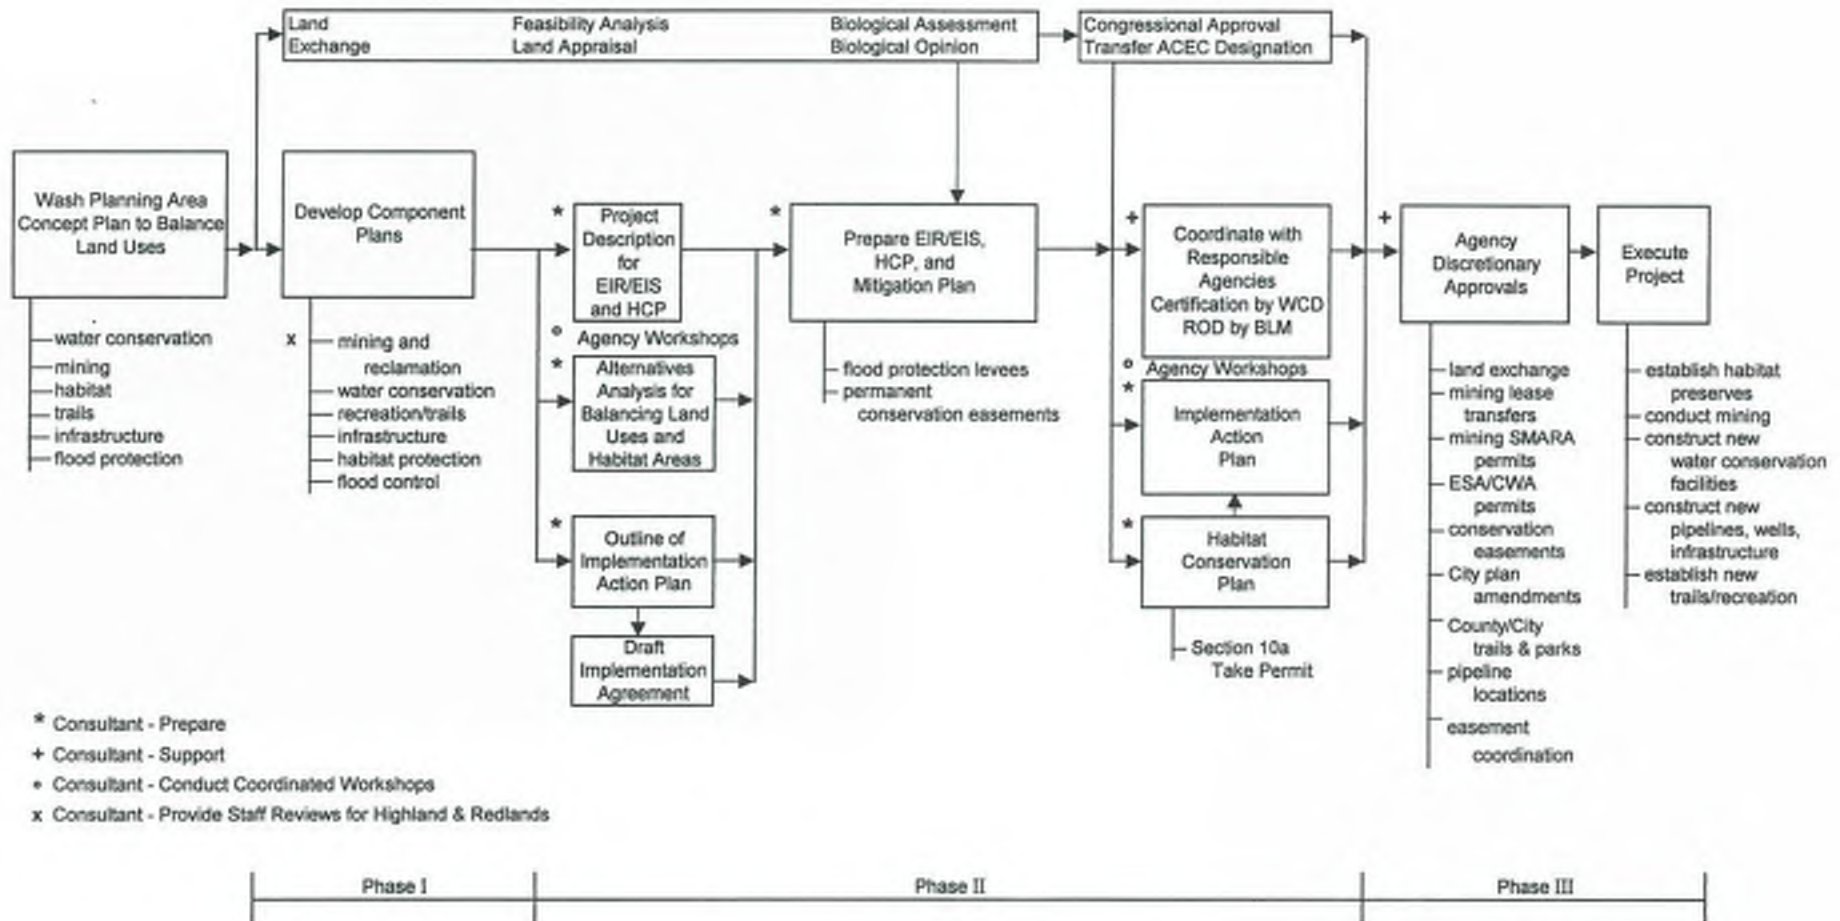 Land
Exchange
Feasibility Analysis
Land Appraisal
Biological Assessment
Biological Opinion
Congressional Approval
Transfer ACEC Designation
Wash Planning Area
Concept Plan to Balance
Land Uses
water conservation
mining
habitat
trails
infrastructure
flood protection
Develop Component
Plans
x
mining and
reclamation
water conservation
recreation/trails
infrastructure
habitat protection
flood control
*
Project
Description
for
EIR/EIS
and HCP
° Agency Workshops
*
Alternatives
Analysis for
Balancing Land
Uses and
Habitat Areas
*
Outline of
Implementation
Action Plan
Draft
Implementation
Agreement
*
Prepare EIR/EIS,
HCP, and
Mitigation Plan
flood protection levees
permanent
conservation easements
+
Coordinate with
Responsible
Agencies
Certification by WCD
ROD by BLM
° Agency Workshops
*
Implementation
Action
Plan
*
Habitat
Conservation
Plan
Section 10a
Take Permit
+
Agency
Discretionary
Approvals
land exchange
mining lease
transfers
mining SMARA
permits
ESA/CWA
permits
conservation
easements
City plan
amendments
County/City
trails & parks
pipeline
locations
easement
coordination
Execute
Project
establish habitat
preserves
conduct mining
construct new
water conservation
facilities
construct new
pipelines, wells,
infrastructure
establish new
trails/recreation
* Consultant - Prepare
+ Consultant - Support
° Consultant - Conduct Coordinated Workshops
x Consultant - Provide Staff Reviews for Highland & Redlands
Phase I
Phase II
Phase III